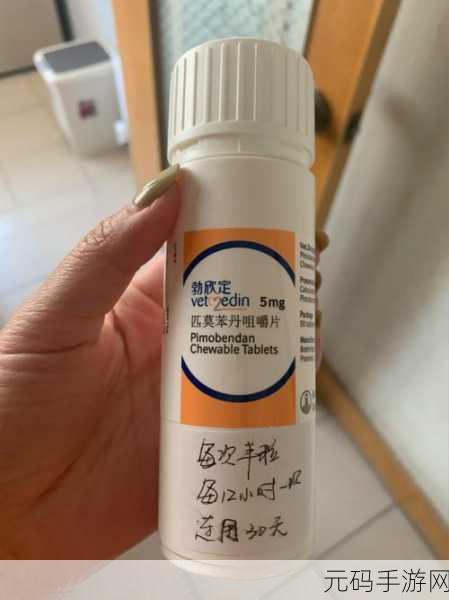 勃欣定
vetmedin 5mg
匹莫苯丹咀嚼片
Pimobendan
Chewable Tablets
每次半粒
每12小时一次
连用30天
Chewable
元码手游网